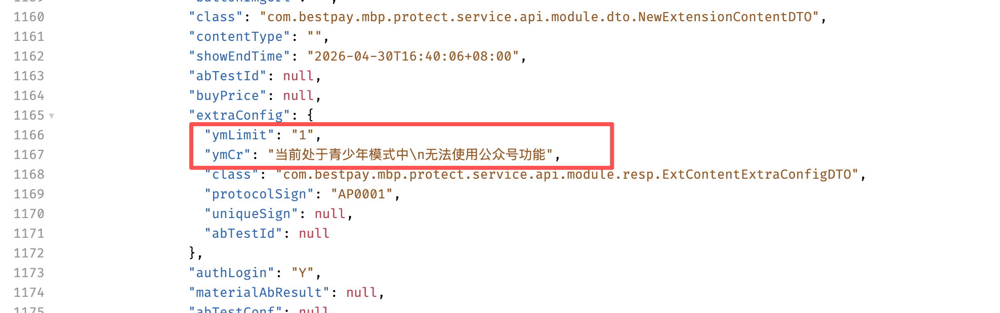 1160 "class": "com.bestpay.mbp.protect.service.api.module.dto.NewExtensionContentDTO",
1161 "contentType": "",
1162 "showEndTime": "2026-04-30T16:40:06+08:00",
1163 "abTestId": null,
1164 "buyPrice": null,
1165 "extraConfig": {
1166 "ymLimit": "1",
1167 "ymCr": "当前处于青少年模式中\n无法使用公众号功能",
1168 "class": "com.bestpay.mbp.protect.service.api.module.resp.ExtContentExtraConfigDTO",
1169 "protocolSign": "AP0001",
1170 "uniqueSign": null,
1171 "abTestId": null
1172 },
1173 "authLogin": "Y",
1174 "materialAbResult": null,
1175 "abTestConf": null